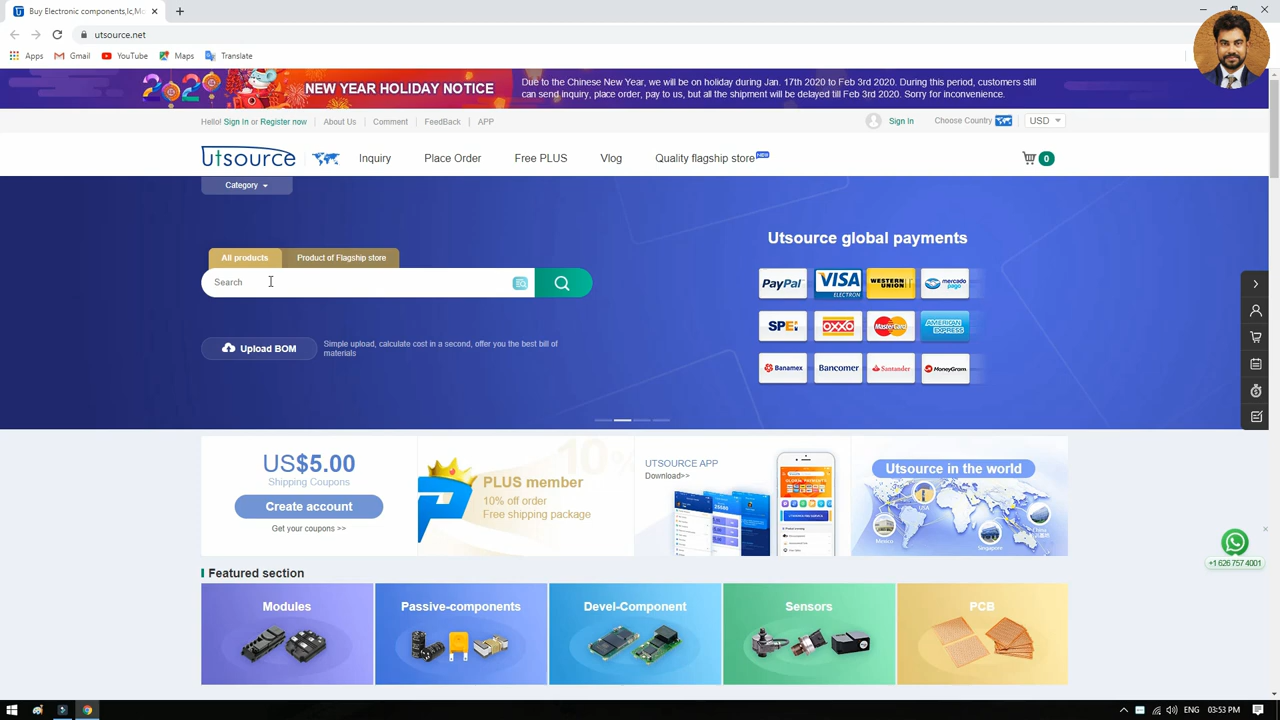 Buy Electronic components,Ic,Mo
utsource.net
Apps
Gmail
YouTube
Maps
Translate
2020
NEW YEAR HOLIDAY NOTICE
Due to the Chinese New Year, we will be on holiday during Jan. 17th 2020 to Feb 3rd 2020. During this period, customers still
can send inquiry, place order, pay to us, but all the shipment will be delayed till Feb 3rd 2020. Sorry for inconvenience.
Hello! Sign In or Register now
About Us
Comment
FeedBack
APP
Sign In
Choose Country
USD
utsource
Inquiry
Place Order
Free PLUS
Vlog
Quality flagship store NEW
0
Category
All products
Product of Flagship store
Search
Upload BOM
Simple upload, calculate cost in a second, offer you the best bill of
materials
Utsource global payments
PayPal
VISA
ELECTRON
WESTERN UNION
mercado
pago
SPEI
OXXO
MasterCard
AMERICAN
EXPRESS
Banamex
Bancomer
Santander
MoneyGram.
US$5.00
Shipping Coupons
Create account
Get your coupons >>
10%
PLUS member
10% off order
Free shipping package
UTSOURCE APP
Download>>
Utsource in the world
USA
Mexico
Singapore
+1 626 757 4001
Featured section
Modules
Passive-components
Devel-Component
Sensors
PCB
ENG
03:53 PM